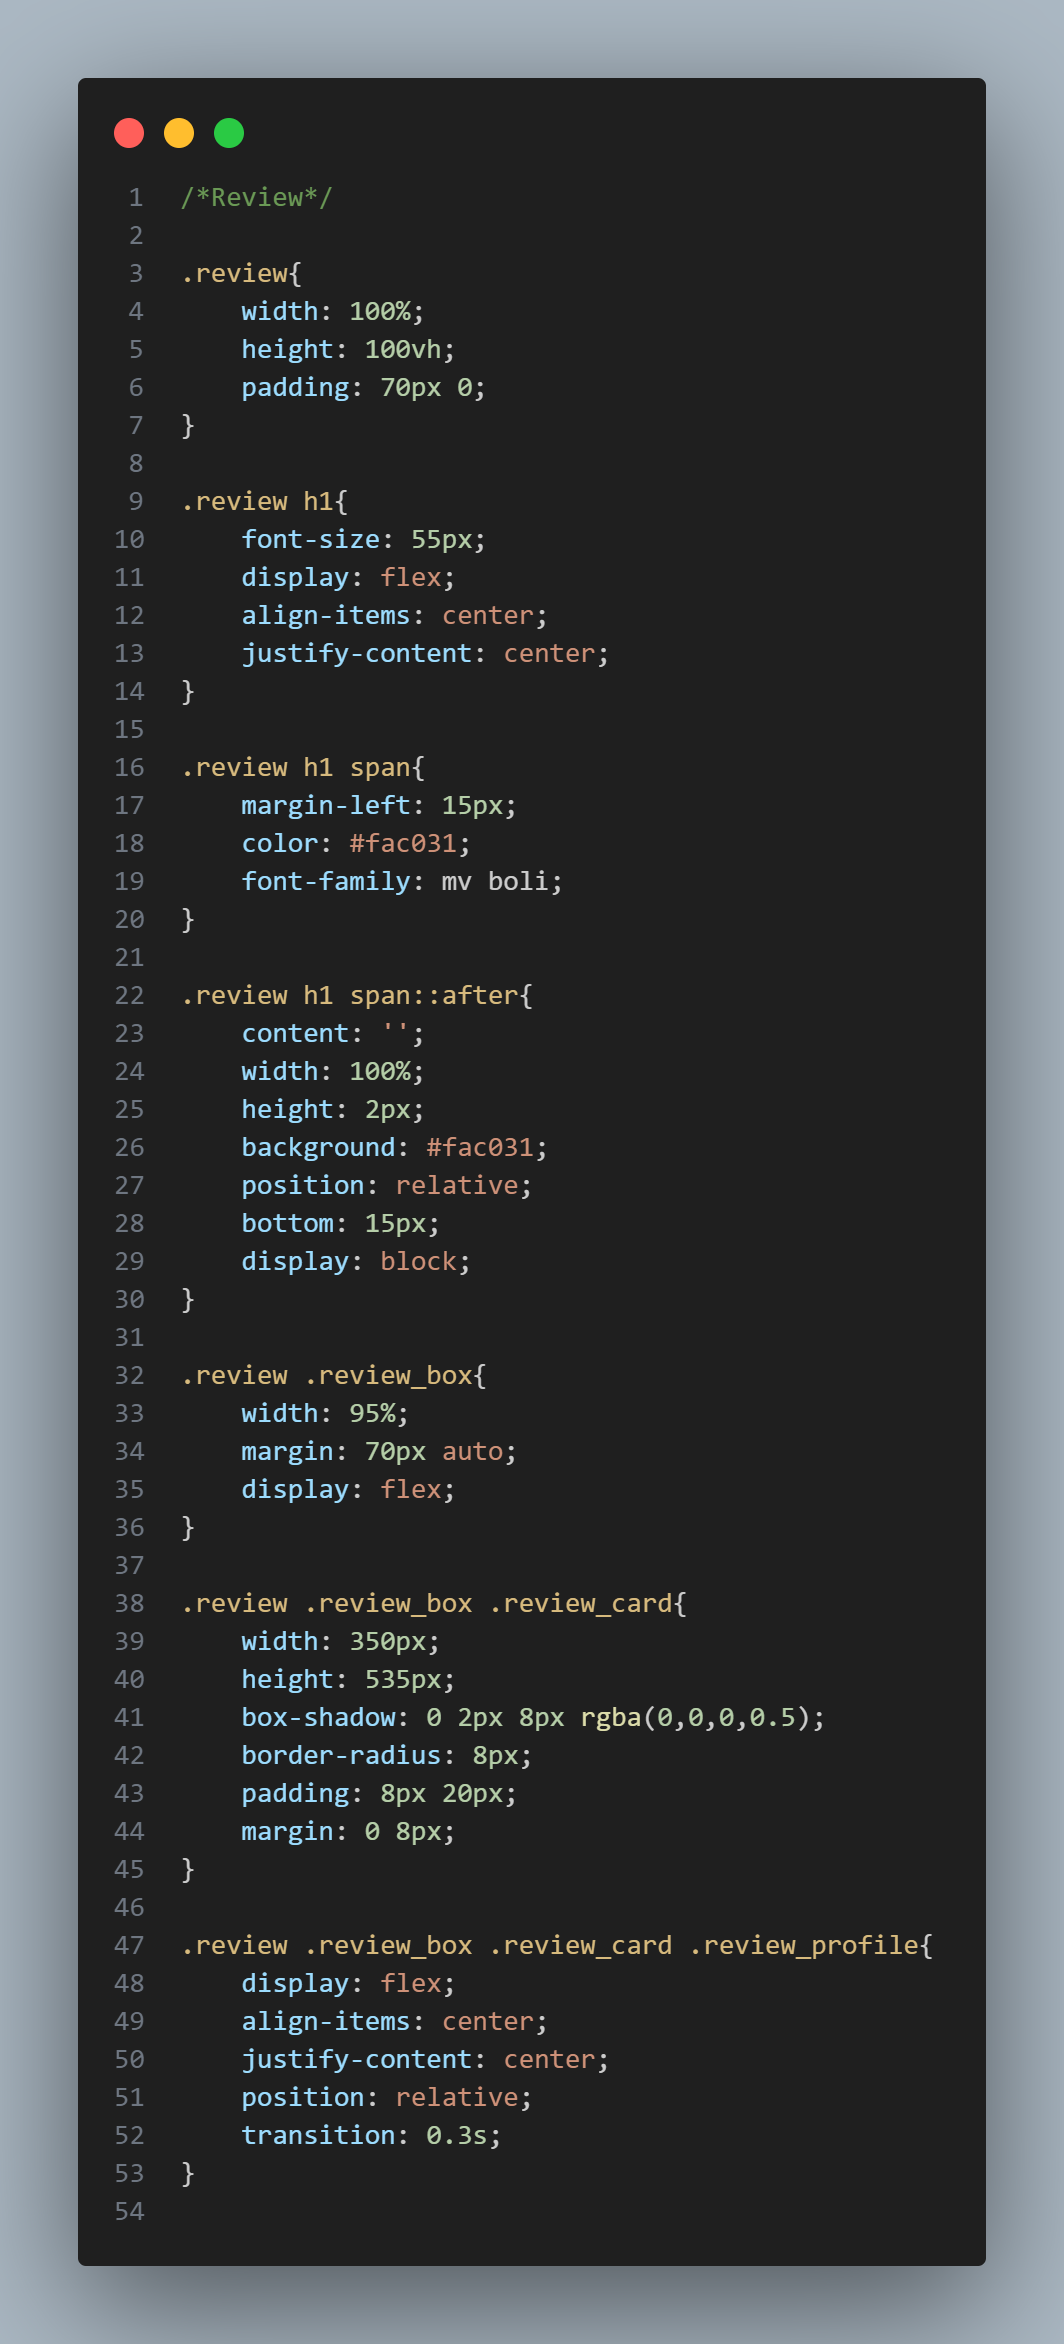 1 /*Review*/
2
3 .review{
4     width: 100%;
5     height: 100vh;
6     padding: 70px 0;
7 }
8
9 .review h1{
10     font-size: 55px;
11     display: flex;
12     align-items: center;
13     justify-content: center;
14 }
15
16 .review h1 span{
17     margin-left: 15px;
18     color: #fac031;
19     font-family: mv boli;
20 }
21
22 .review h1 span::after{
23     content: '';
24     width: 100%;
25     height: 2px;
26     background: #fac031;
27     position: relative;
28     bottom: 15px;
29     display: block;
30 }
31
32 .review .review_box{
33     width: 95%;
34     margin: 70px auto;
35     display: flex;
36 }
37
38 .review .review_box .review_card{
39     width: 350px;
40     height: 535px;
41     box-shadow: 0 2px 8px rgba(0,0,0,0.5);
42     border-radius: 8px;
43     padding: 8px 20px;
44     margin: 0 8px;
45 }
46
47 .review .review_box .review_card .review_profile{
48     display: flex;
49     align-items: center;
50     justify-content: center;
51     position: relative;
52     transition: 0.3s;
53 }
54